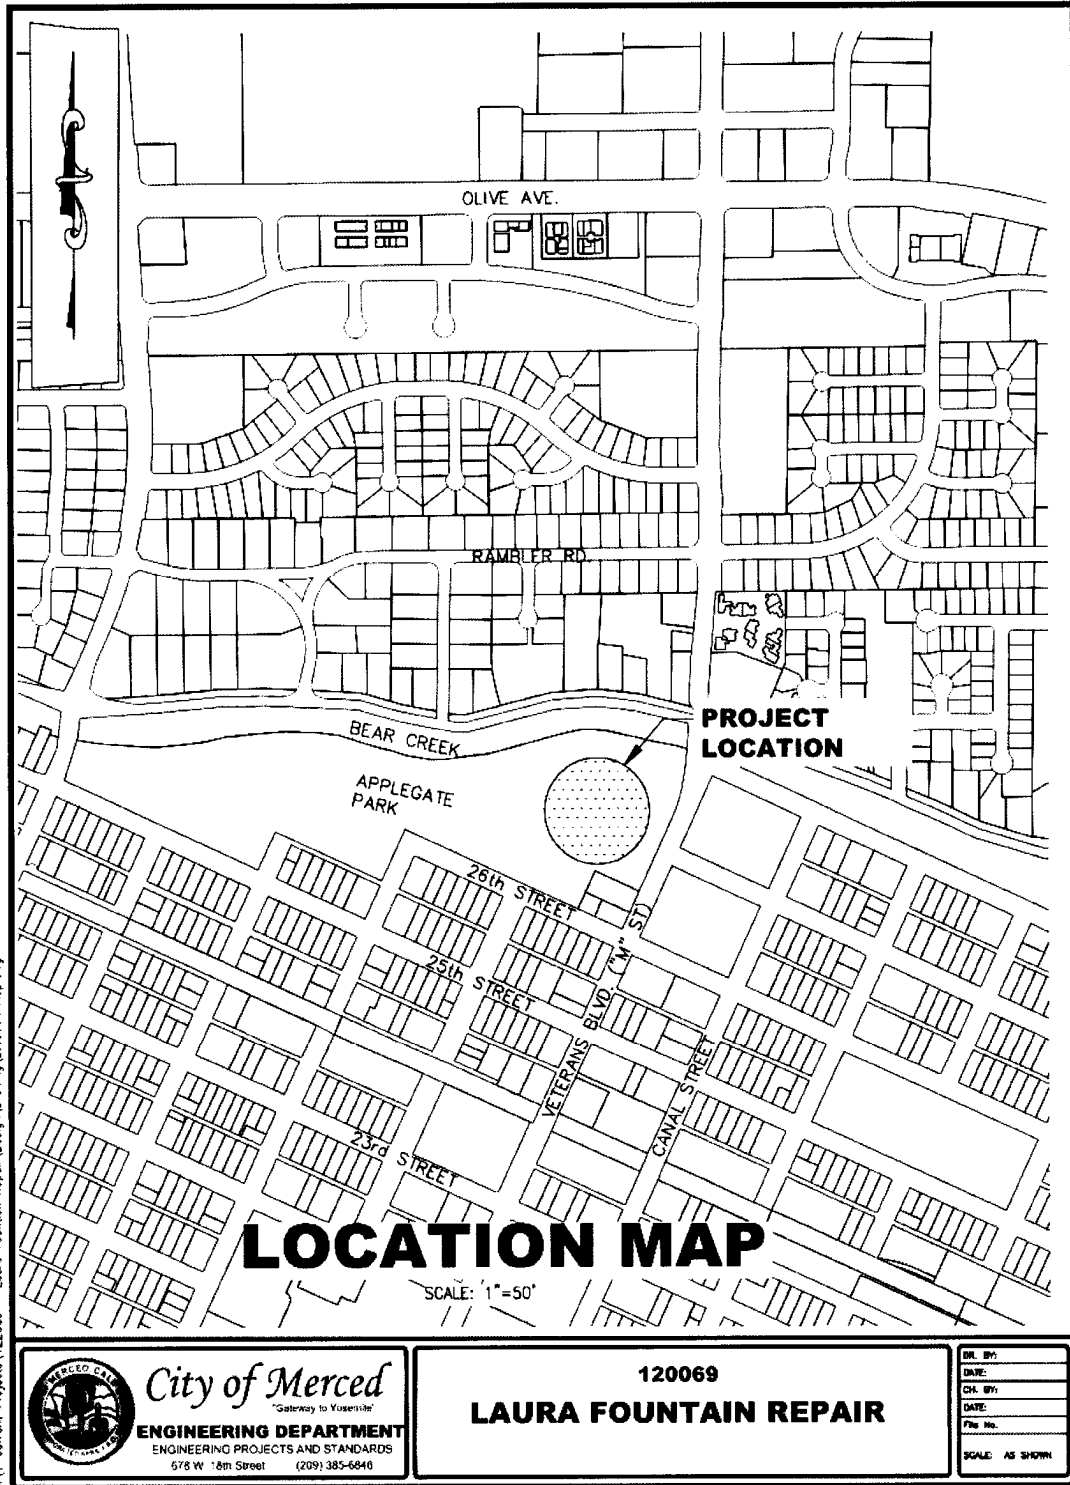 OLIVE AVE.
RAMBLER RD.
PROJECT
LOCATION
BEAR CREEK
APPLEGATE
PARK
26th STREET
25th STREET
VETERANS BLVD. ("M" ST)
CANAL STREET
23rd STREET
LOCATION MAP
SCALE: 1"=50'
City of Merced
"Gateway to Yosemite"
ENGINEERING DEPARTMENT
ENGINEERING PROJECTS AND STANDARDS
678 W. 18th Street (209) 385-6846
120069
LAURA FOUNTAIN REPAIR
DR. BY:
DATE:
CH. BY:
DATE:
File No.
SCALE: AS SHOWN